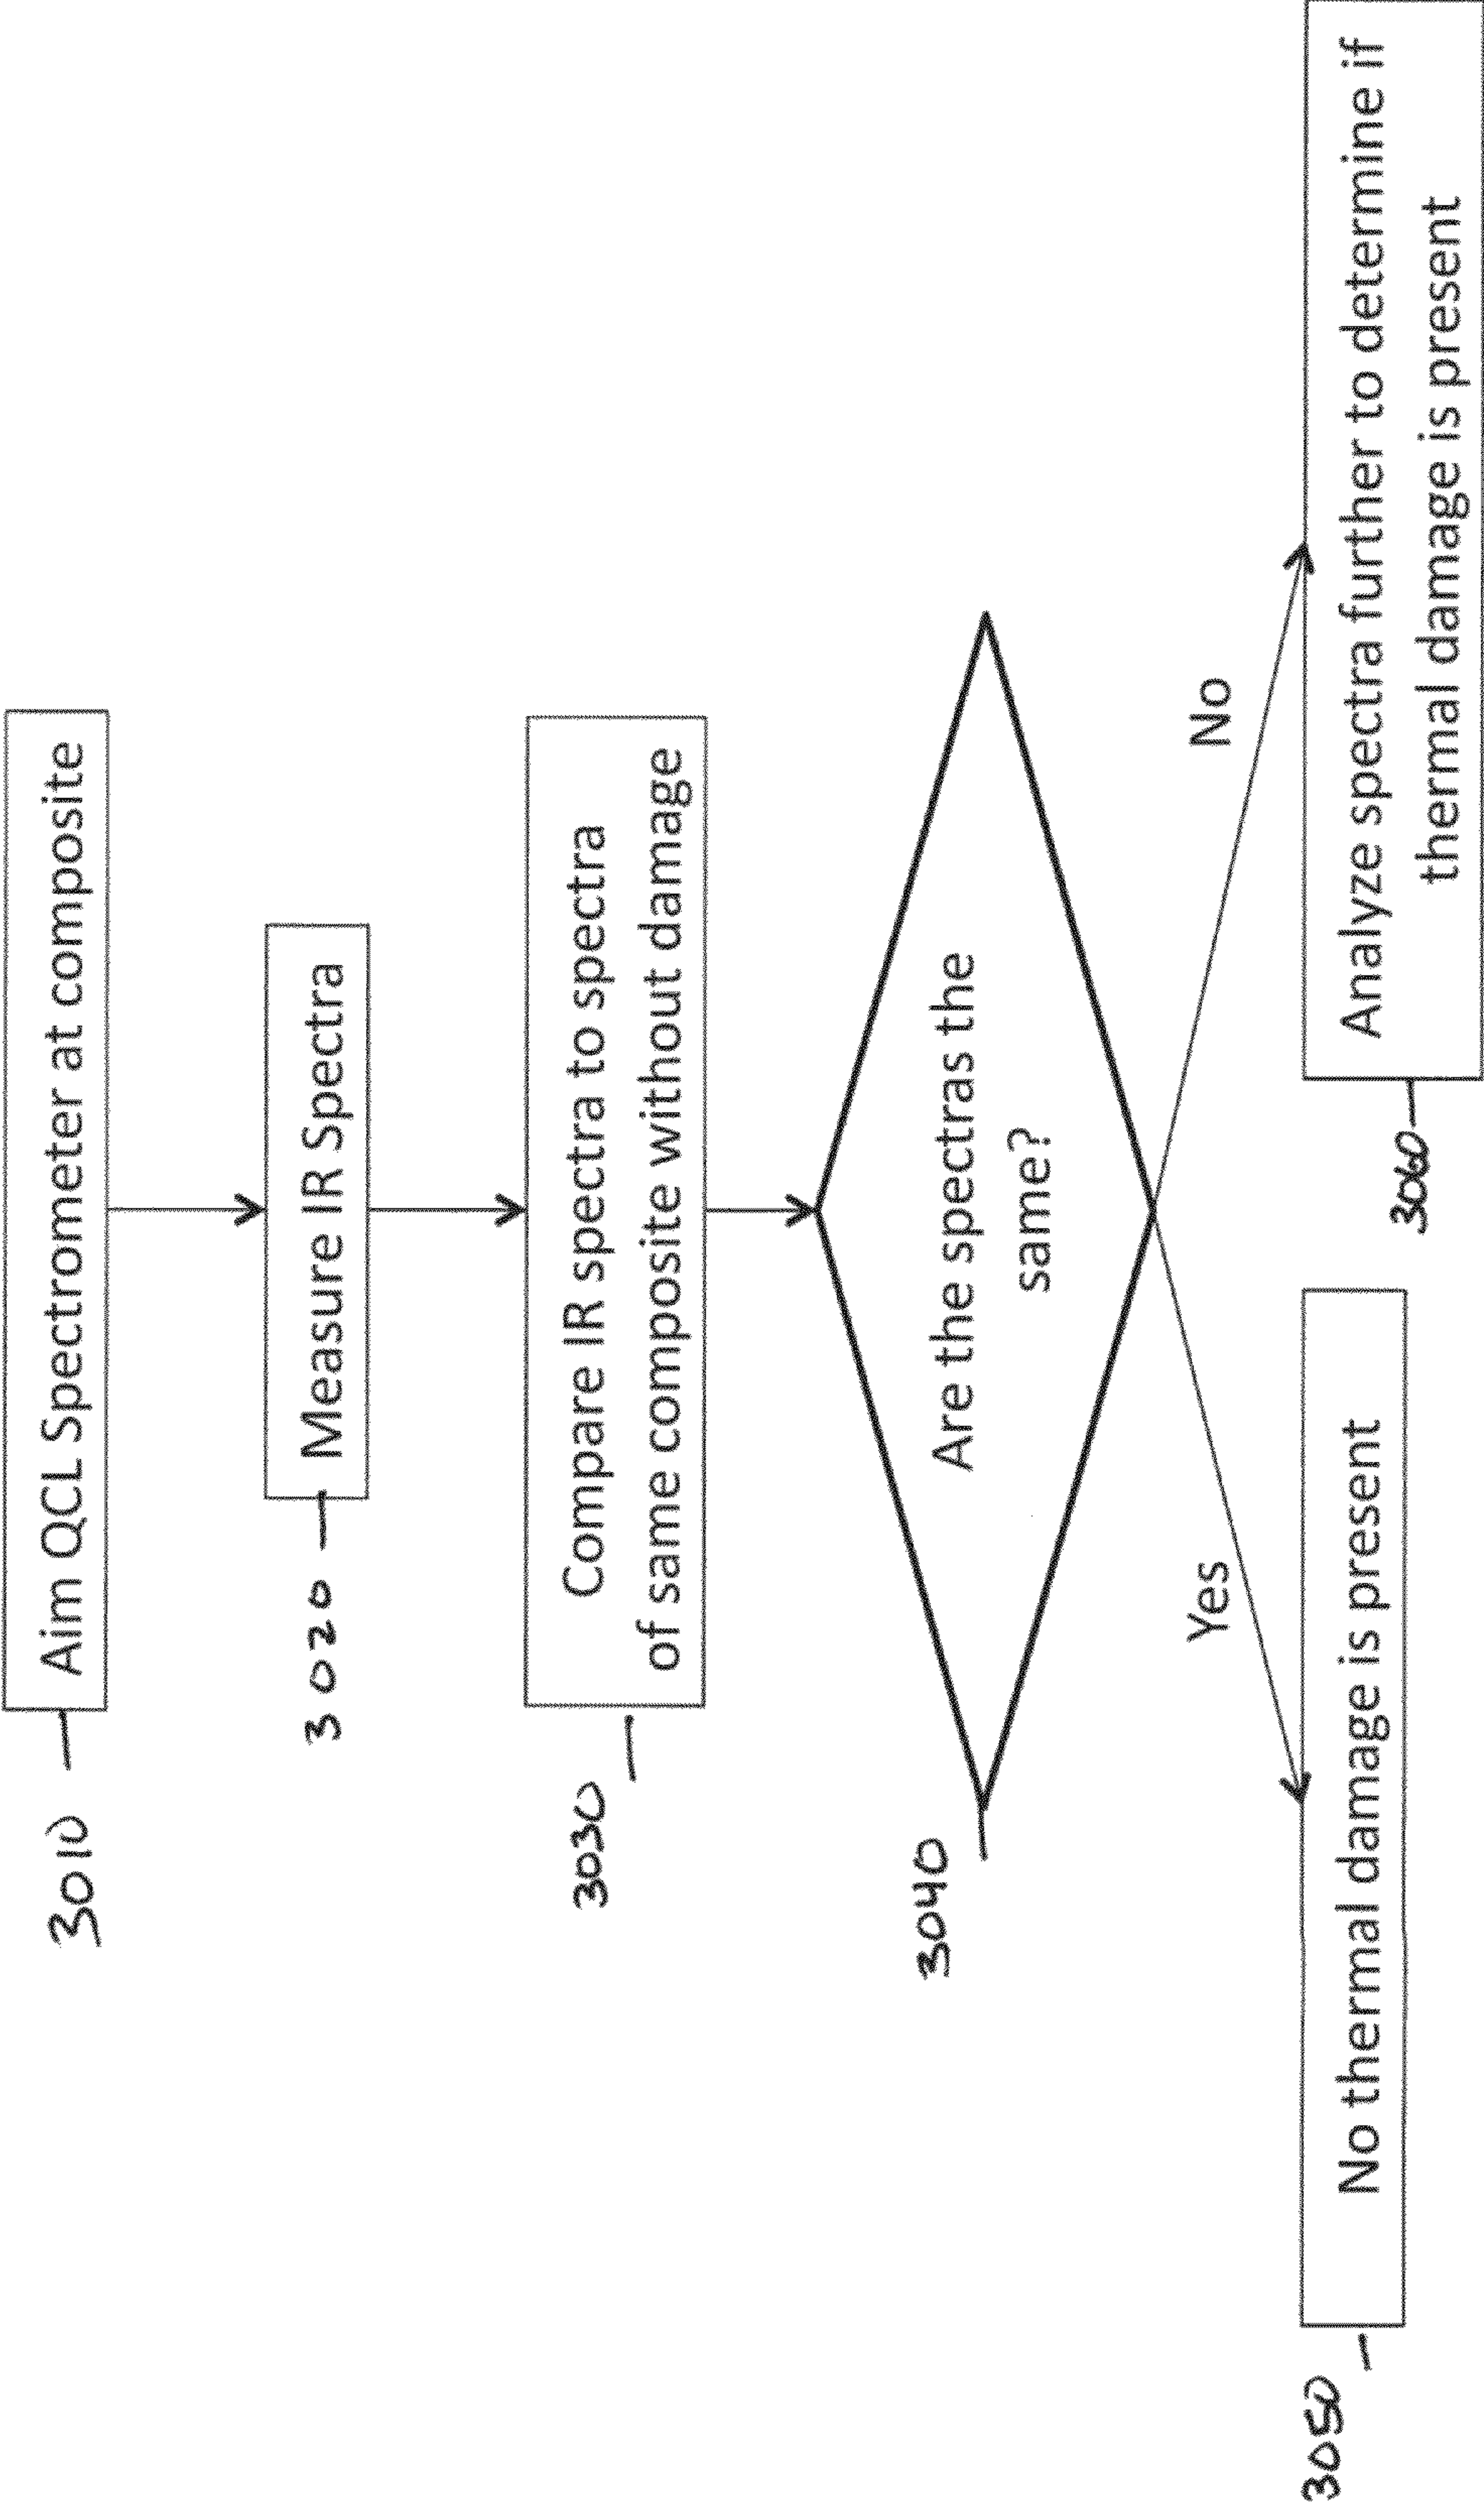 3010
Aim QCL Spectrometer at composite
3020
Measure IR Spectra
3030
Compare IR spectra to spectra
of same composite without damage
3040
Are the spectras the
same?
Yes
No
3050
No thermal damage is present
3060
Analyze spectra further to determine if
thermal damage is present